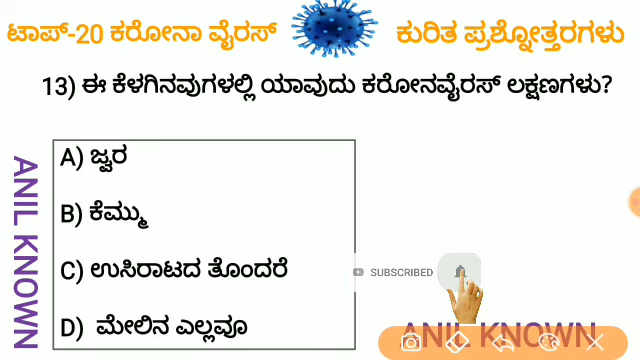 ಟಾಪ್-20 ಕರೋನಾ ವೈರಸ್ ಕುರಿತ ಪ್ರಶ್ನೋತ್ತರಗಳು
13) ಈ ಕೆಳಗಿನವುಗಳಲ್ಲಿ ಯಾವುದು ಕರೋನವೈರಸ್ ಲಕ್ಷಣಗಳು?
A) ಜ್ವರ
B) ಕೆಮ್ಮು
C) ಉಸಿರಾಟದ ತೊಂದರೆ
D) ಮೇಲಿನ ಎಲ್ಲವೂ
ANIL KNOWN
SUBSCRIBED
ANIL KNOWN